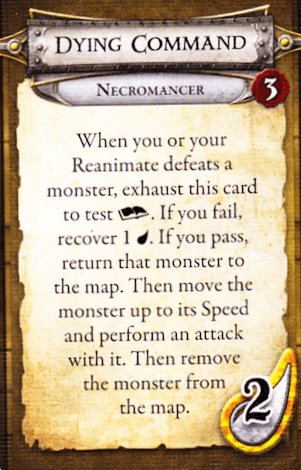 DYING COMMAND
NECROMANCER
3
When you or your
Reanimate defeats a
monster, exhaust this card
to test . If you fail,
recover 1 . If you pass,
return that monster to
the map. Then move the
monster up to its Speed
and perform an attack
with it. Then remove
the monster from
the map.
2